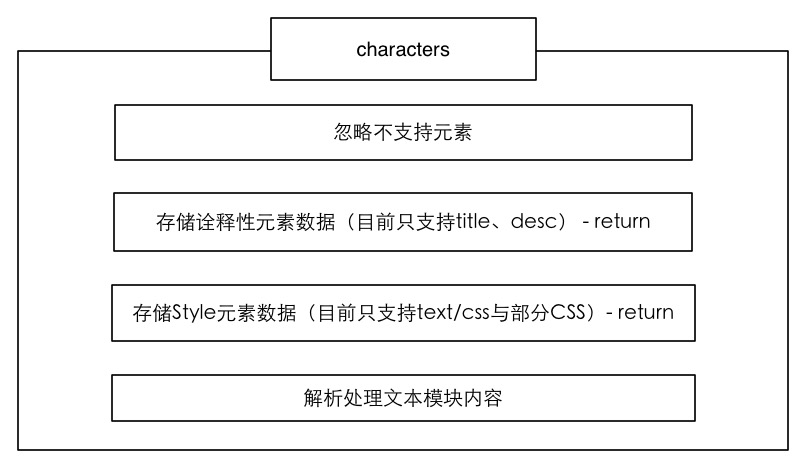 characters
忽略不支持元素
存储诠释性元素数据（目前只支持title、desc） - return
存储Style元素数据（目前只支持text/css与部分CSS）- return
解析处理文本模块内容